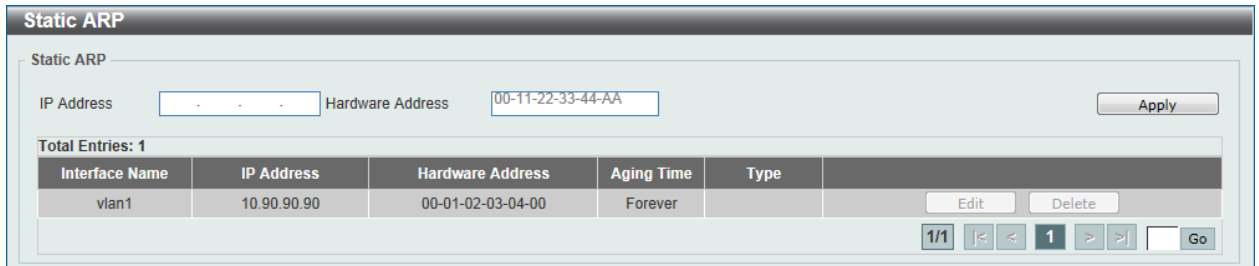 Static ARP
Static ARP
IP Address . . . Hardware Address 00-11-22-33-44-AA Apply
Total Entries: 1
Interface Name IP Address Hardware Address Aging Time Type
vlan1 10.90.90.90 00-01-02-03-04-00 Forever Edit Delete
1/1 |< < 1 > >| Go